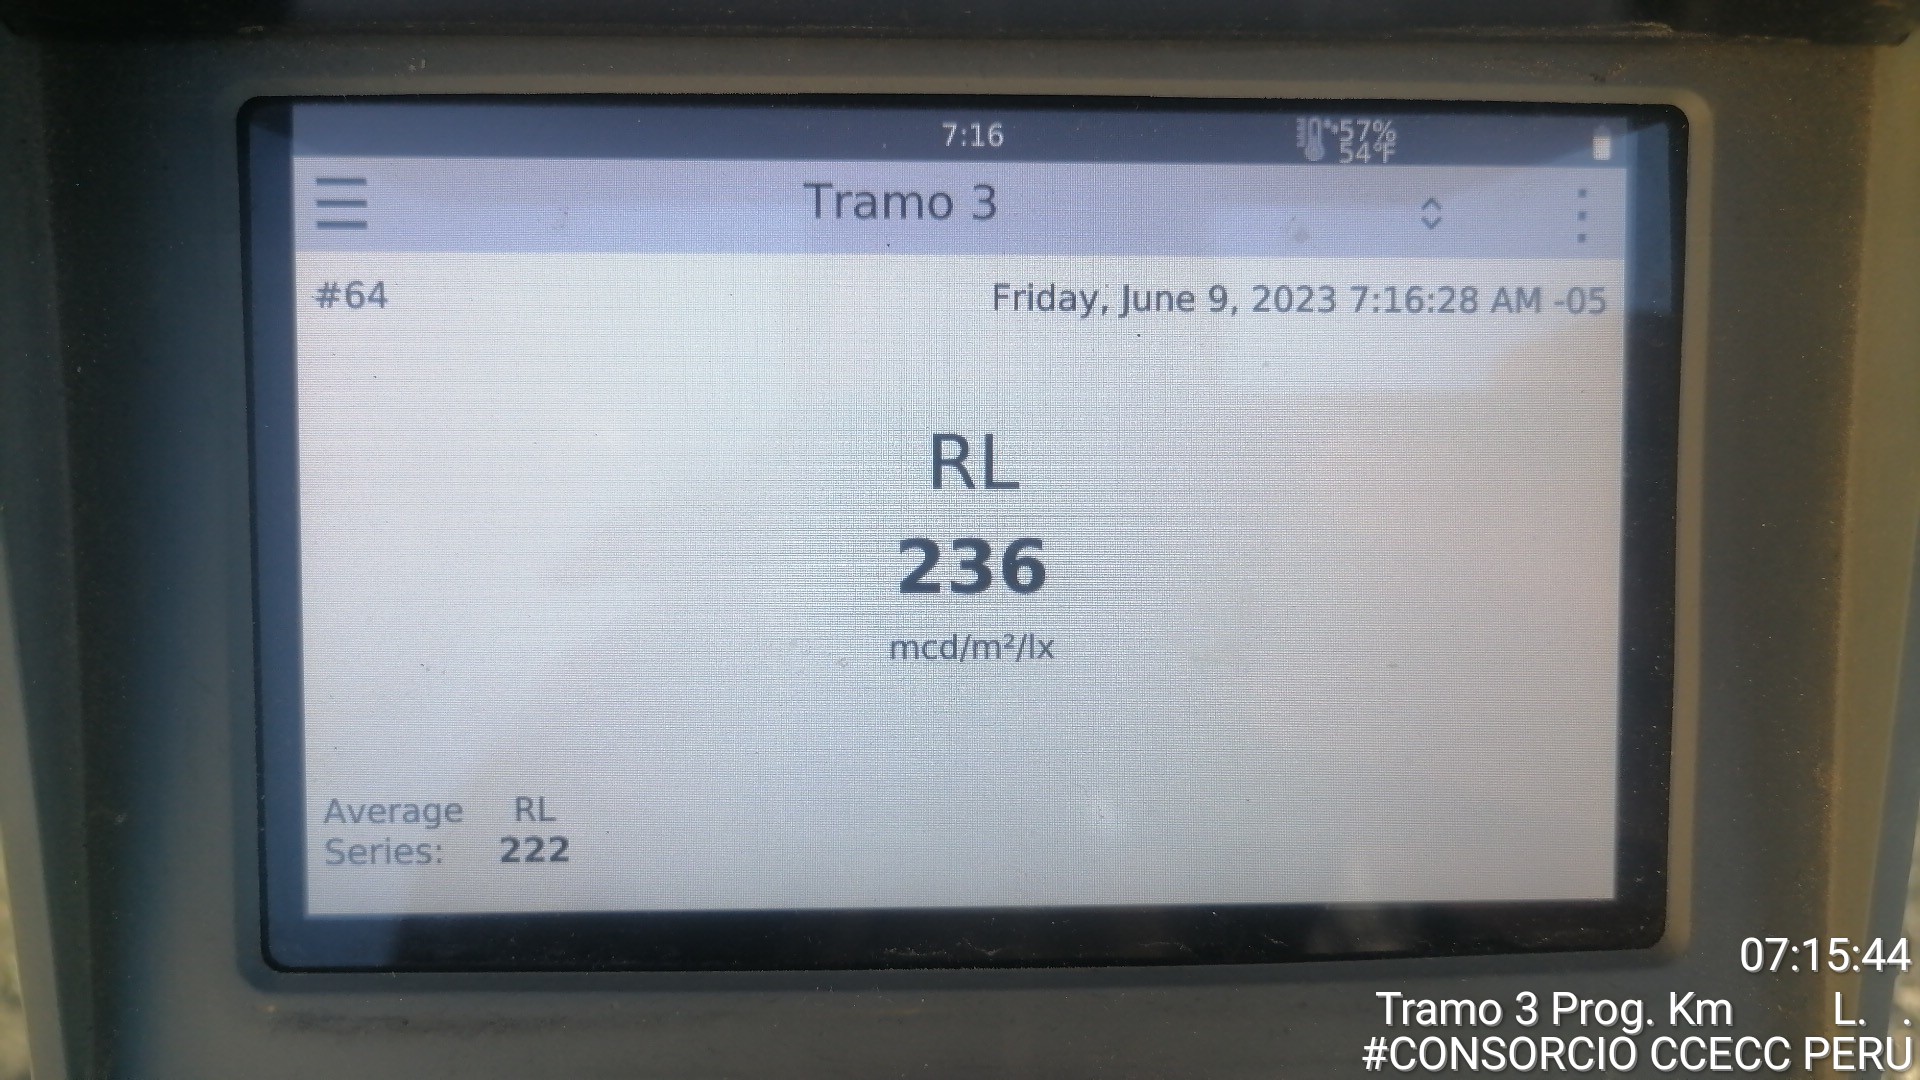 7:16
57%
54°F
Tramo 3
#64
Friday, June 9, 2023 7:16:28 AM -05
RL
236
mcd/m²/lx
Average RL
Series: 222
07:15:44
Tramo 3 Prog. Km L. .
#CONSORCIO CCECC PERU